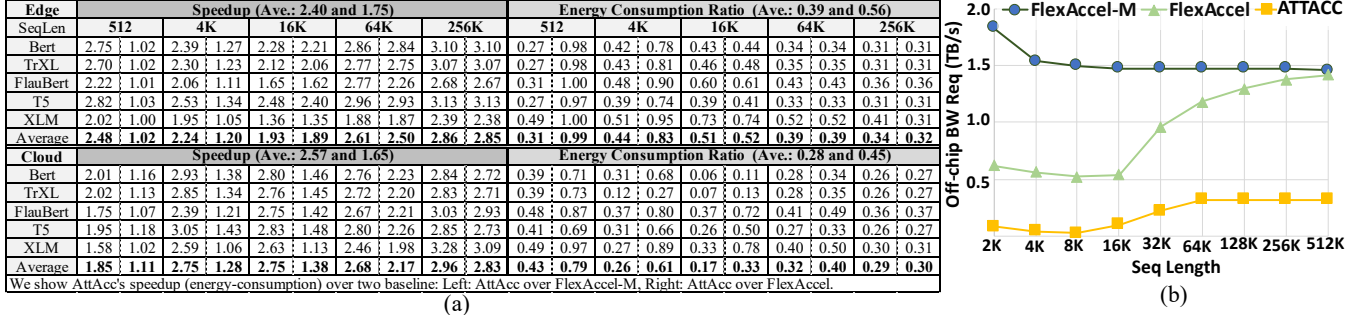 Edge Speedup (Ave.: 2.40 and 1.75) Energy Consumption Ratio (Ave.: 0.39 and 0.56)
SeqLen 512 4K 16K 64K 256K 512 4K 16K 64K 256K
Bert 2.75 1.02 2.39 1.27 2.28 2.21 2.86 2.84 3.10 3.10 0.27 0.98 0.42 0.78 0.43 0.44 0.34 0.34 0.31 0.31
TrXL 2.70 1.02 2.30 1.23 2.12 2.06 2.77 2.75 3.07 3.07 0.27 0.98 0.43 0.81 0.46 0.48 0.35 0.35 0.31 0.31
FlauBert 2.22 1.01 2.06 1.11 1.65 1.62 2.77 2.26 2.68 2.67 0.31 1.00 0.48 0.90 0.60 0.61 0.43 0.43 0.36 0.36
T5 2.82 1.03 2.53 1.34 2.48 2.40 2.96 2.93 3.13 3.13 0.27 0.97 0.39 0.74 0.39 0.41 0.33 0.33 0.31 0.31
XLM 2.02 1.00 1.95 1.05 1.36 1.35 1.88 1.87 2.39 2.38 0.49 1.00 0.51 0.95 0.73 0.74 0.52 0.52 0.41 0.31
Average 2.48 1.02 2.24 1.20 1.93 1.89 2.61 2.50 2.86 2.85 0.31 0.99 0.44 0.83 0.51 0.52 0.39 0.39 0.34 0.32
Cloud Speedup (Ave.: 2.57 and 1.65) Energy Consumption Ratio (Ave.: 0.28 and 0.45)
Bert 2.01 1.16 2.93 1.38 2.80 1.46 2.76 2.23 2.84 2.72 0.39 0.71 0.31 0.68 0.06 0.11 0.28 0.34 0.26 0.27
TrXL 2.02 1.13 2.85 1.34 2.76 1.45 2.72 2.20 2.83 2.71 0.39 0.73 0.12 0.27 0.07 0.13 0.28 0.35 0.26 0.27
FlauBert 1.75 1.07 2.39 1.21 2.75 1.42 2.67 2.21 3.03 2.93 0.48 0.87 0.37 0.80 0.37 0.72 0.41 0.49 0.36 0.37
T5 1.95 1.18 3.05 1.43 2.83 1.48 2.80 2.26 2.85 2.73 0.41 0.69 0.31 0.66 0.26 0.50 0.27 0.33 0.26 0.27
XLM 1.58 1.02 2.59 1.06 2.63 1.13 2.46 1.98 3.28 3.09 0.49 0.97 0.27 0.89 0.33 0.78 0.40 0.50 0.30 0.31
Average 1.85 1.11 2.75 1.28 2.75 1.38 2.68 2.17 2.96 2.83 0.43 0.79 0.26 0.61 0.17 0.33 0.32 0.40 0.29 0.30
We show AttAcc's speedup (energy-consumption) over two baseline: Left: AttAcc over FlexAccel-M, Right: AttAcc over FlexAccel.
(a)
FlexAccel-M FlexAccel ATTACC
Off-chip BW Req (TB/s)
2.0
1.5
1.0
0.5
2K 4K 8K 16K 32K 64K 128K 256K 512K
Seq Length
(b)